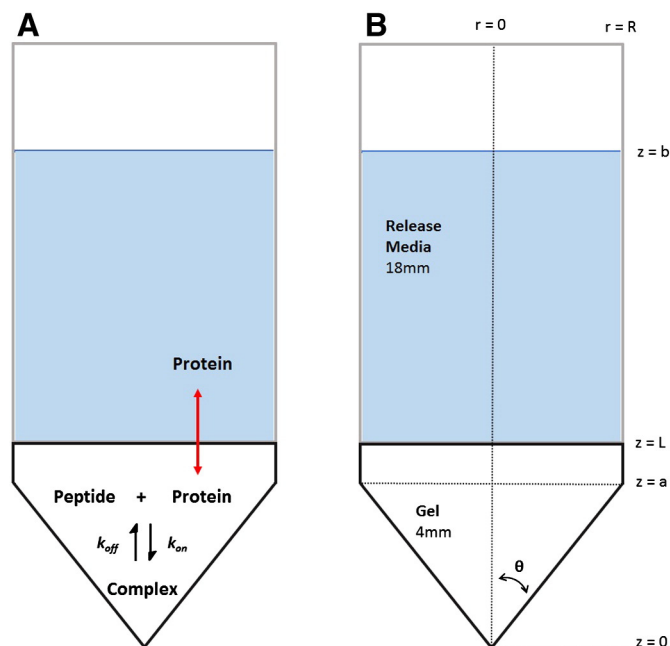 A
Protein
Peptide + Protein
koff kon
Complex
B
r = 0
r = R
z = b
Release
Media
18mm
z = L
z = a
Gel
4mm
θ
z=0